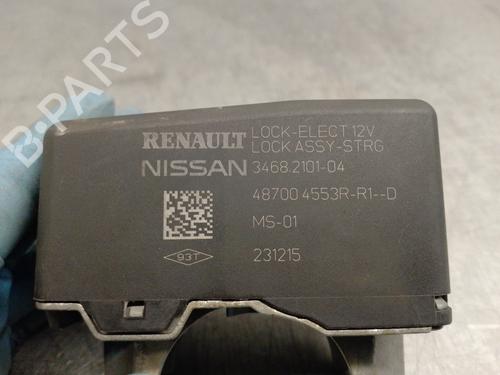 RENAULT LOCK-ELECT 12V
LOCK ASSY-STRG
NISSAN 3468.2101-04
48700 4553R-R1--D
MS-01
93T 231215
B-PARTS